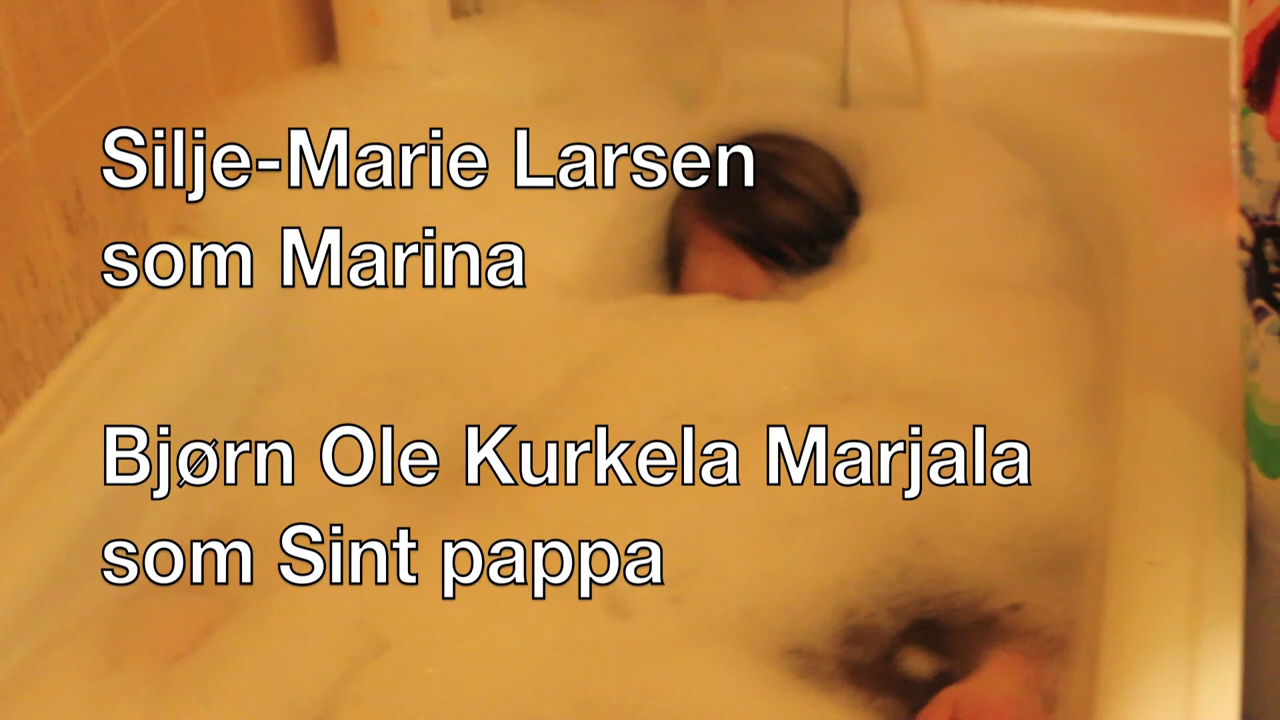 Silje-Marie Larsen
som Marina
Bjørn Ole Kurkela Marjala
som Sint pappa